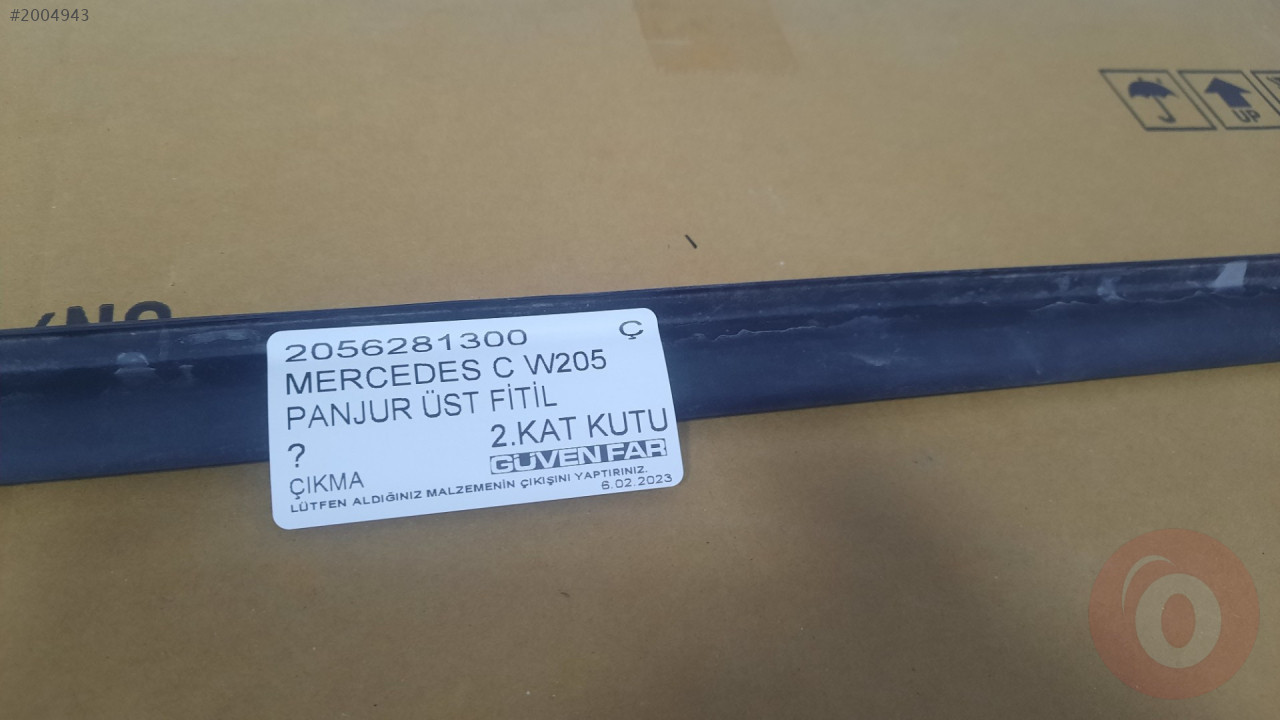 #2004943
UP
2056281300 Ç
MERCEDES C W205
PANJUR ÜST FİTİL
? 2.KAT KUTU
GÜVEN FAR
ÇIKMA
LÜTFEN ALDIĞINIZ MALZEMENİN ÇIKIŞINI YAPTIRINIZ.
6.02.2023